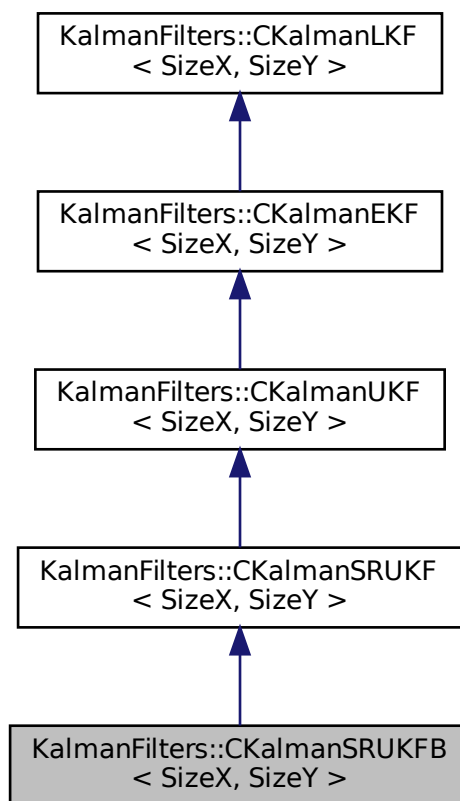 KalmanFilters::CKalmanLKF
< SizeX, SizeY >
KalmanFilters::CKalmanEKF
< SizeX, SizeY >
KalmanFilters::CKalmanUKF
< SizeX, SizeY >
KalmanFilters::CKalmanSRUKF
< SizeX, SizeY >
KalmanFilters::CKalmanSRUKFB
< SizeX, SizeY >